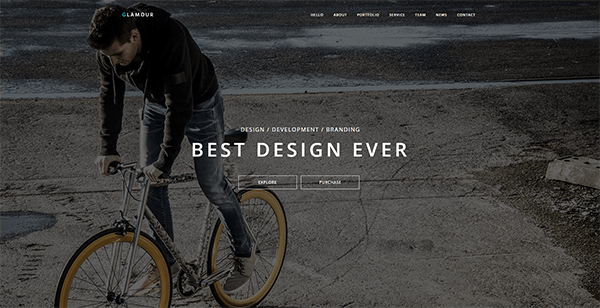 GLAMOUR
HELLO ABOUT PORTFOLIO SERVICE TEAM NEWS CONTACT
DESIGN / DEVELOPMENT / BRANDING
BEST DESIGN EVER
EXPLORE PURCHASE